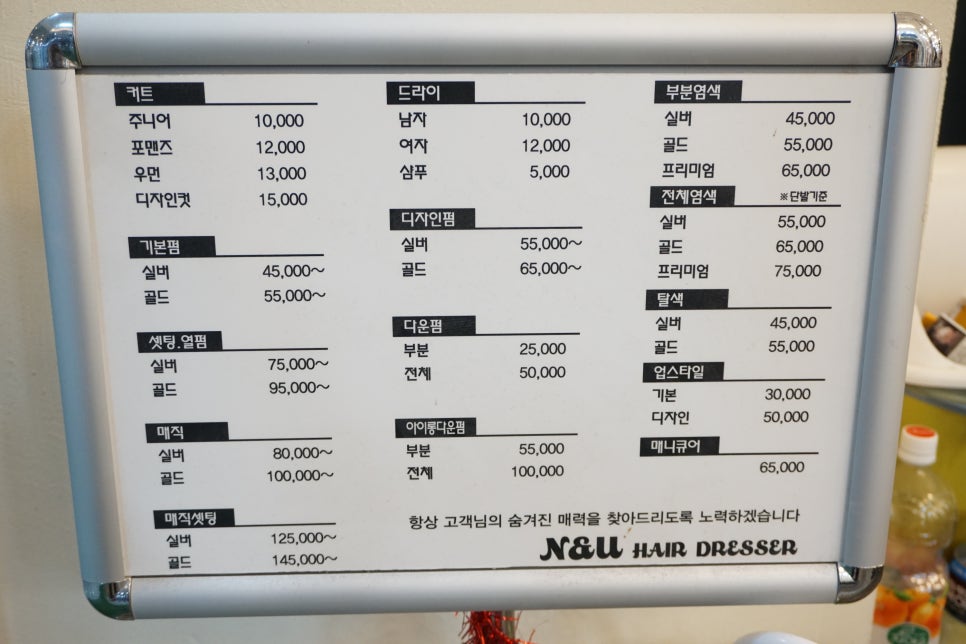 커트
주니어 10,000
포맨즈 12,000
우먼 13,000
디자인컷 15,000
기본펌
실버 45,000~
골드 55,000~
셋팅.열펌
실버 75,000~
골드 95,000~
매직
실버 80,000~
골드 100,000~
매직셋팅
실버 125,000~
골드 145,000~
드라이
남자 10,000
여자 12,000
샴푸 5,000
디자인펌
실버 55,000~
골드 65,000~
다운펌
부분 25,000
전체 50,000
아이롱다운펌
부분 55,000
전체 100,000
부분염색
실버 45,000
골드 55,000
프리미엄 65,000
전체염색 ※단발기준
실버 55,000
골드 65,000
프리미엄 75,000
탈색
실버 45,000
골드 55,000
업스타일
기본 30,000
디자인 50,000
매니큐어
65,000
항상 고객님의 숨겨진 매력을 찾아드리도록 노력하겠습니다
N&U HAIR DRESSER